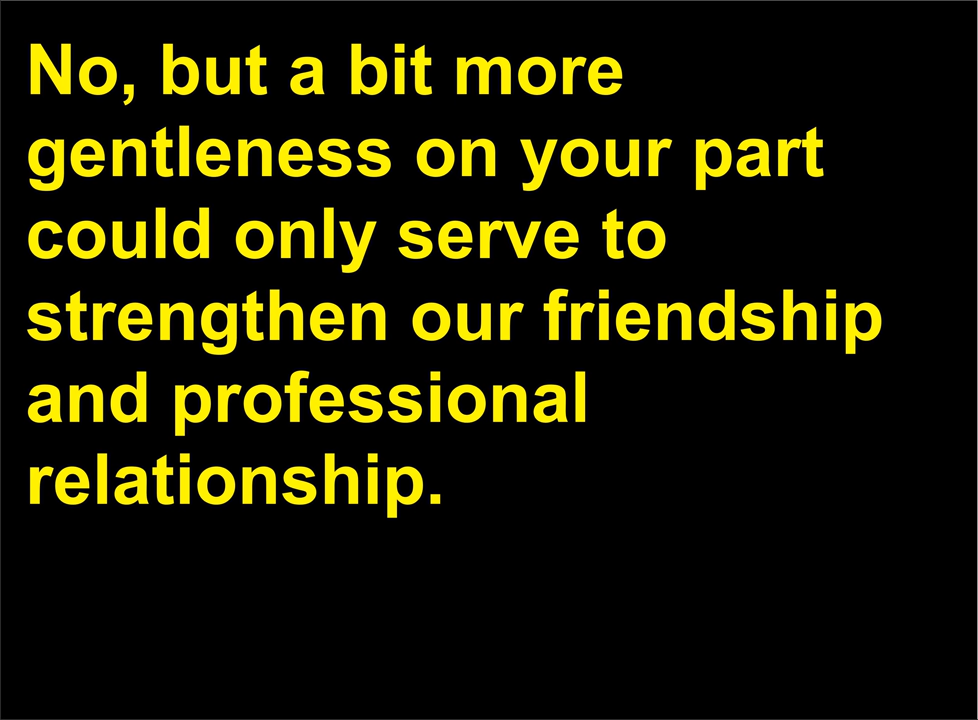 No, but a bit more
gentleness on your part
could only serve to
strengthen our friendship
and professional
relationship.